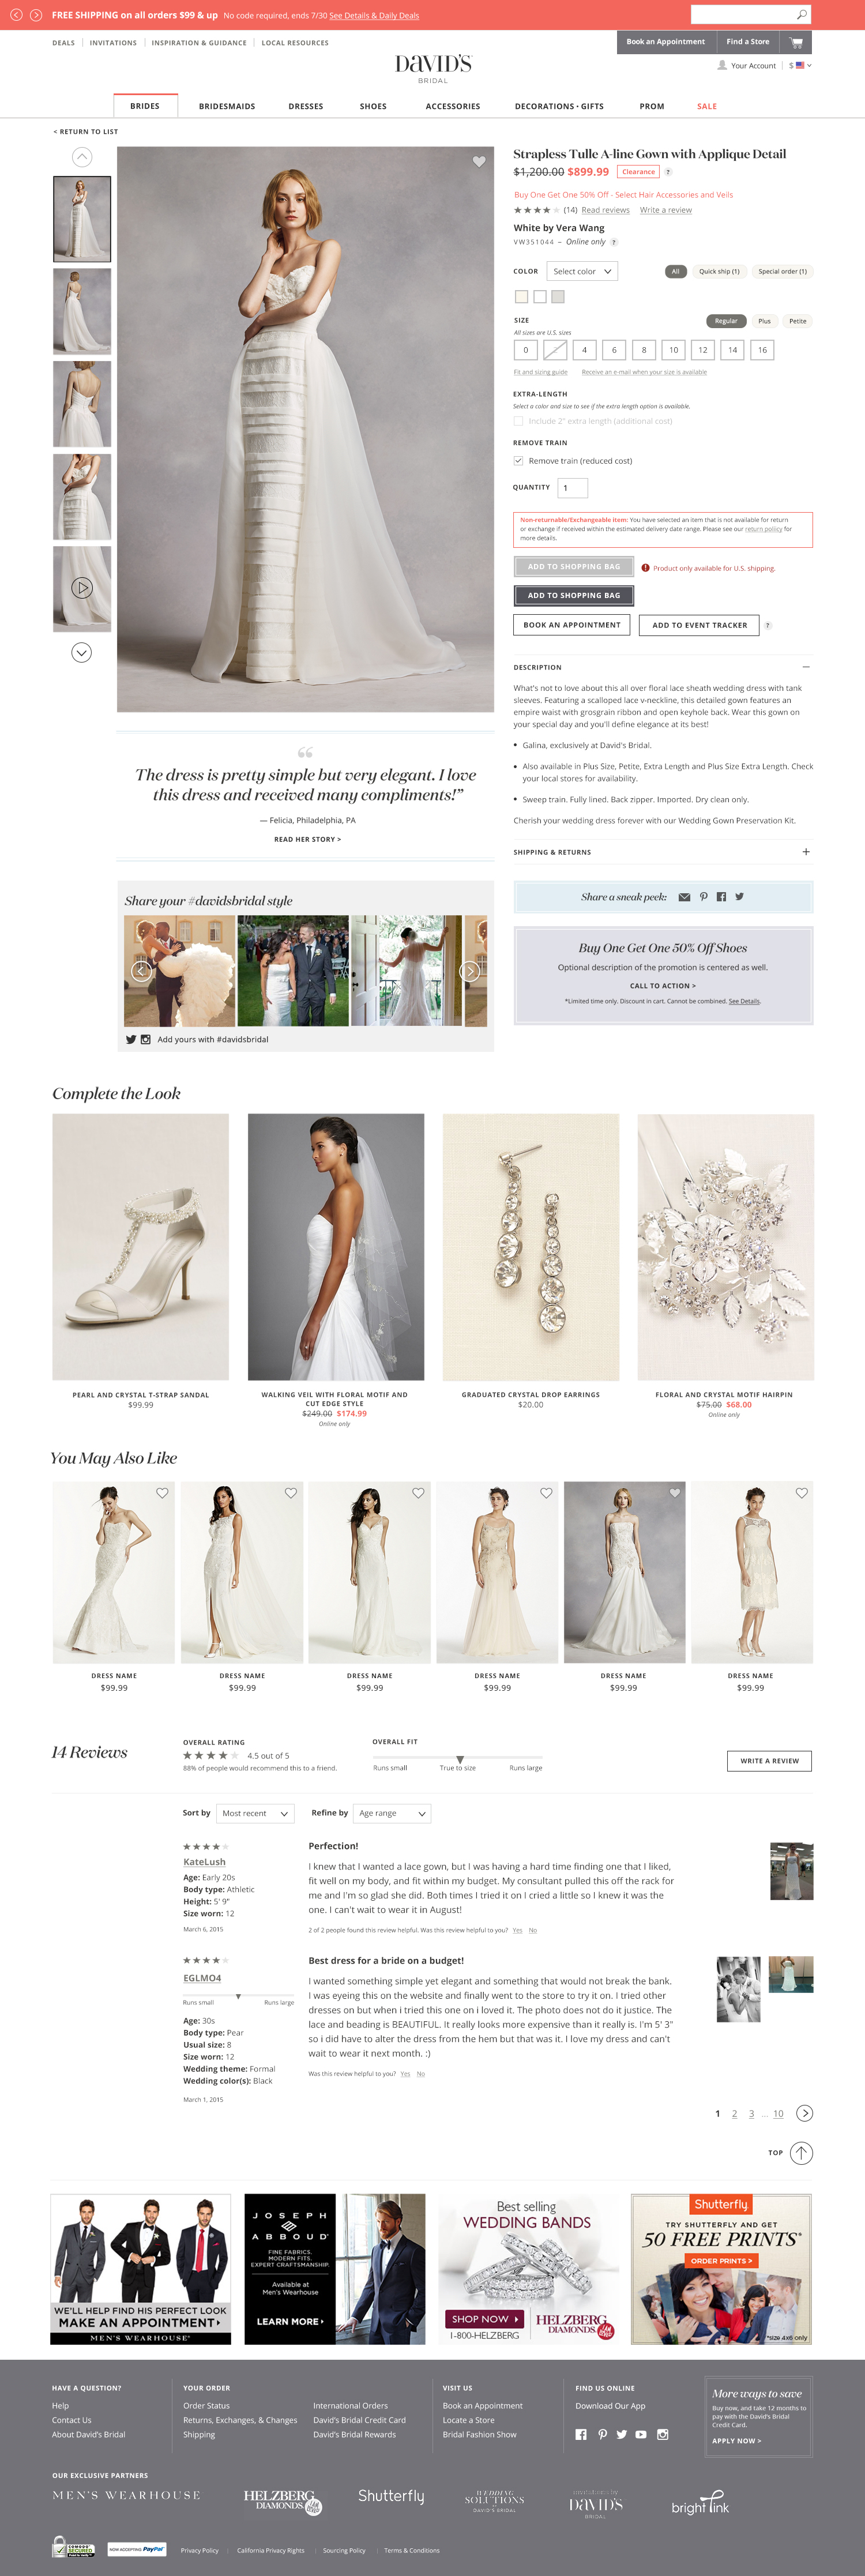 FREE SHIPPING on all orders $99 & up No code required, ends 7/30 See Details & Daily Deals
DEALS | INVITATIONS | INSPIRATION & GUIDANCE | LOCAL RESOURCES
Book an Appointment Find a Store
DAVID'S
BRIDAL
Your Account $
BRIDES BRIDESMAIDS DRESSES SHOES ACCESSORIES DECORATIONS • GIFTS PROM SALE
< RETURN TO LIST
Strapless Tulle A-line Gown with Applique Detail
$1,200.00 $899.99 Clearance ?
Buy One Get One 50% Off - Select Hair Accessories and Veils
(14) Read reviews Write a review
White by Vera Wang
VW351044 – Online only ?
COLOR Select color All Quick ship (1) Special order (1)
SIZE Regular Plus Petite
All sizes are U.S. sizes
0 4 6 8 10 12 14 16
Fit and sizing guide Receive an e-mail when your size is available
EXTRA-LENGTH
Select a color and size to see if the extra length option is available.
Include 2" extra length (additional cost)
REMOVE TRAIN
Remove train (reduced cost)
QUANTITY 1
Non-returnable/Exchangeable item: You have selected an item that is not available for return
or exchange if received within the estimated delivery date range. Please see our return policy for
more details.
ADD TO SHOPPING BAG ! Product only available for U.S. shipping.
ADD TO SHOPPING BAG
BOOK AN APPOINTMENT ADD TO EVENT TRACKER ?
DESCRIPTION –
What's not to love about this all over floral lace sheath wedding dress with tank
sleeves. Featuring a scalloped lace v-neckline, this detailed gown features an
empire waist with grosgrain ribbon and open keyhole back. Wear this gown on
your special day and you'll define elegance at its best!
• Galina, exclusively at David's Bridal.
• Also available in Plus Size, Petite, Extra Length and Plus Size Extra Length. Check
your local stores for availability.
• Sweep train. Fully lined. Back zipper. Imported. Dry clean only.
Cherish your wedding dress forever with our Wedding Gown Preservation Kit.
SHIPPING & RETURNS +
Share a sneak peek:
Buy One Get One 50% Off Shoes
Optional description of the promotion is centered as well.
CALL TO ACTION >
*Limited time only. Discount in cart. Cannot be combined. See Details.
“
The dress is pretty simple but very elegant. I love
this dress and received many compliments!”
— Felicia, Philadelphia, PA
READ HER STORY >
Share your #davidsbridal style
Add yours with #davidsbridal
Complete the Look
PEARL AND CRYSTAL T-STRAP SANDAL
$99.99
WALKING VEIL WITH FLORAL MOTIF AND
CUT EDGE STYLE
$249.00 $174.99
Online only
GRADUATED CRYSTAL DROP EARRINGS
$20.00
FLORAL AND CRYSTAL MOTIF HAIRPIN
$75.00 $68.00
Online only
You May Also Like
DRESS NAME DRESS NAME DRESS NAME DRESS NAME DRESS NAME DRESS NAME
$99.99 $99.99 $99.99 $99.99 $99.99 $99.99
14 Reviews
OVERALL RATING
4.5 out of 5
88% of people would recommend this to a friend.
OVERALL FIT
Runs small True to size Runs large
WRITE A REVIEW
Sort by Most recent Refine by Age range
KateLush
Age: Early 20s
Body type: Athletic
Height: 5' 9"
Size worn: 12
March 6, 2015
Perfection!
I knew that I wanted a lace gown, but I was having a hard time finding one that I liked,
fit well on my body, and fit within my budget. My consultant pulled this off the rack for
me and I'm so glad she did. Both times I tried it on I cried a little so I knew it was the
one. I can't wait to wear it in August!
2 of 2 people found this review helpful. Was this review helpful to you? Yes No
EGLMO4
Runs small Runs large
Age: 30s
Body type: Pear
Usual size: 8
Size worn: 12
Wedding theme: Formal
Wedding color(s): Black
March 1, 2015
Best dress for a bride on a budget!
I wanted something simple yet elegant and something that would not break the bank.
I was eyeing this on the website and finally went to the store to try it on. I tried other
dresses on but when i tried this one on i loved it. The photo does not do it justice. The
lace and beading is BEAUTIFUL. It really looks more expensive than it really is. I'm 5' 3"
so i did have to alter the dress from the hem but that was it. I love my dress and can't
wait to wear it next month. :)
Was this review helpful to you? Yes No
1 2 3 ... 10
TOP
WE'LL HELP FIND HIS PERFECT LOOK
MAKE AN APPOINTMENT
MEN'S WEARHOUSE®
JOSEPH
ABBOUD®
FINE FABRICS.
MODERN FITS.
EXPERT CRAFTSMANSHIP.
Available at
Men's Wearhouse
LEARN MORE
Best selling
WEDDING BANDS
SHOP NOW
1-800-HELZBERG
HELZBERG
DIAMONDS
Shutterfly
TRY SHUTTERFLY AND GET
50 FREE PRINTS*
ORDER PRINTS >
*size 4x6 only
HAVE A QUESTION?
Help
Contact Us
About David's Bridal
YOUR ORDER
Order Status
Returns, Exchanges, & Changes
Shipping
International Orders
David's Bridal Credit Card
David's Bridal Rewards
VISIT US
Book an Appointment
Locate a Store
Bridal Fashion Show
FIND US ONLINE
Download Our App
More ways to save
Buy now, and take 12 months to
pay with the David's Bridal
Credit Card.
APPLY NOW >
OUR EXCLUSIVE PARTNERS
MEN'S WEARHOUSE
HELZBERG
DIAMONDS
Shutterfly
WEDDING
SOLUTIONS
DAVID'S BRIDAL
invitations by
DAVID'S
BRIDAL
bright ink
COMODO
SECURED
NOW ACCEPTING PayPal
Privacy Policy | California Privacy Rights | Sourcing Policy | Terms & Conditions